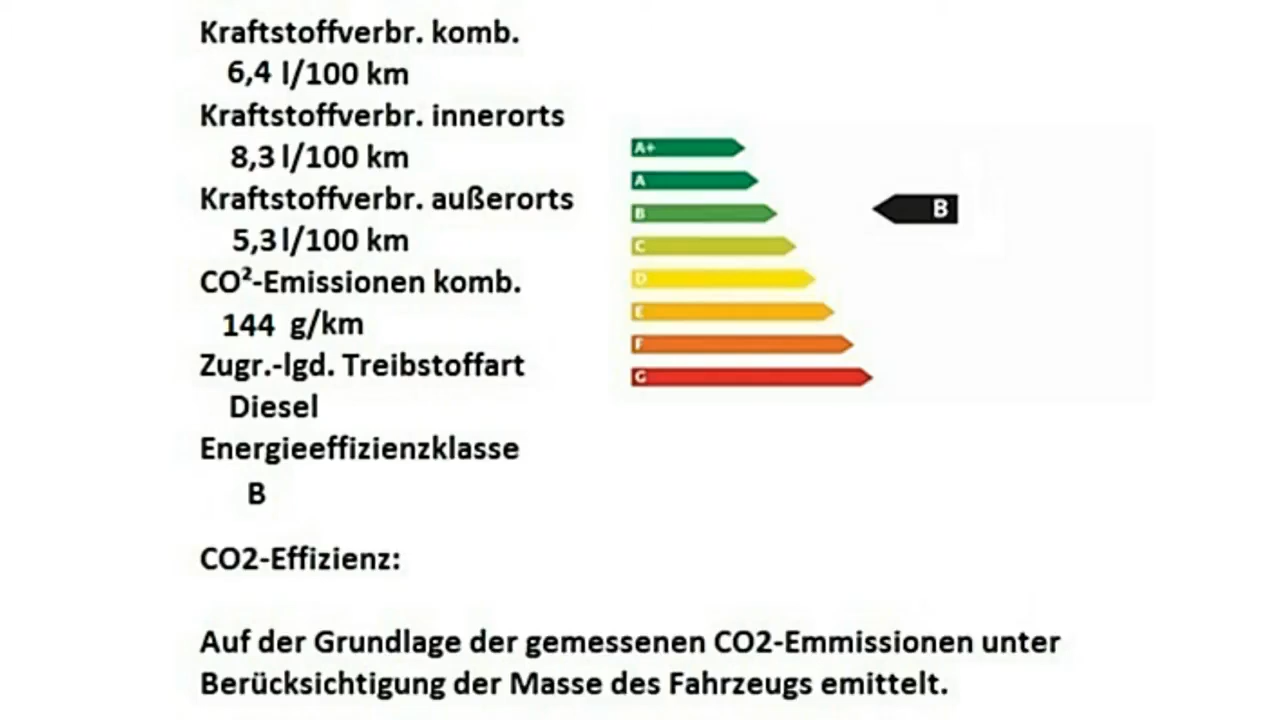 Kraftstoffverbr. komb.
6,4 l/100 km
Kraftstoffverbr. innerorts
8,3 l/100 km
Kraftstoffverbr. außerorts
5,3 l/100 km
CO²-Emissionen komb.
144 g/km
Zugr.-lgd. Treibstoffart
Diesel
Energieeffizienzklasse
B
A+
A
B
B
C
D
E
F
G
CO2-Effizienz:
Auf der Grundlage der gemessenen CO2-Emmissionen unter
Berücksichtigung der Masse des Fahrzeugs emittelt.